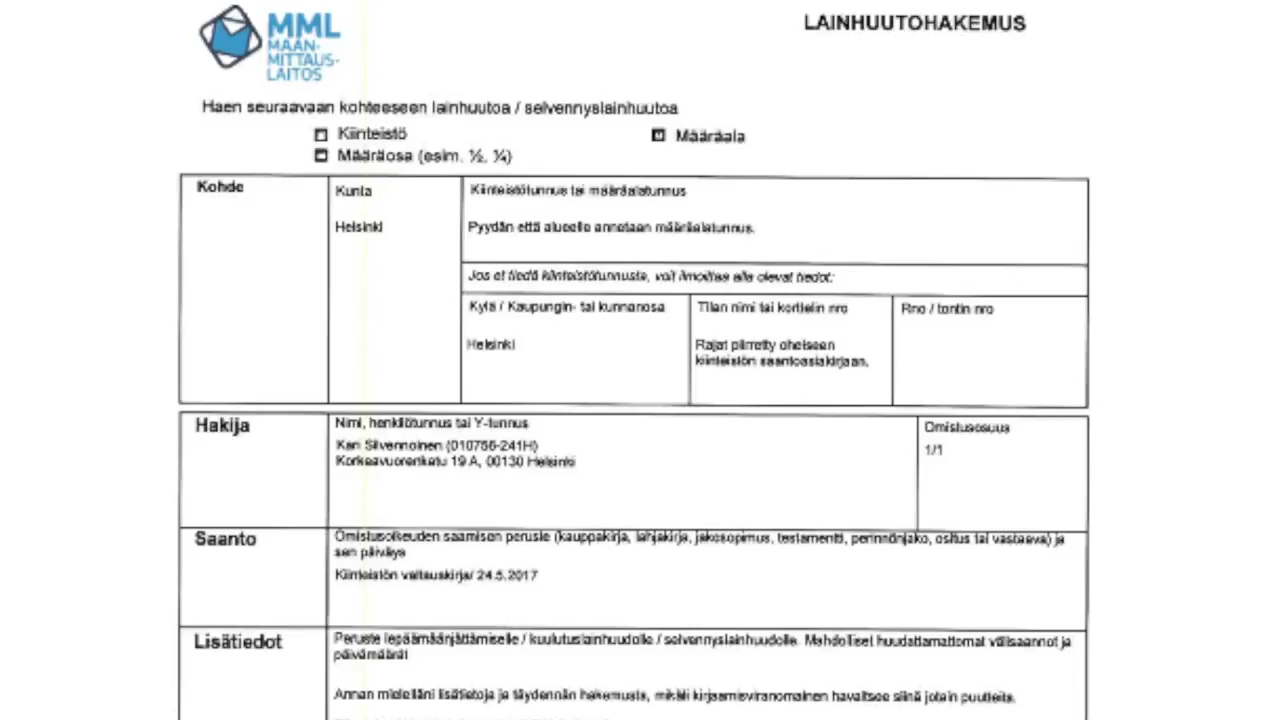 MML
MAAN-
MITTAUS-
LAITOS
LAINHUUTOHAKEMUS
Haen seuraavaan kohteeseen lainhuutoa / selvennyslainhuutoa
Kiinteistö
Määräala
Määräosa (esim. ½, ¼)
Kohde
Kunta
Kiinteistötunnus tai määräalatunnus
Helsinki
Pyydän että alueelle annetaan määräalatunnus.
Jos et tiedä kiinteistötunnusta, voit ilmoittaa alla olevat tiedot:
Kylä / Kaupungin- tai kunnanosa
Tilan nimi tai korttelin nro
Rno / tontin nro
Helsinki
Rajat piirretty oheiseen
kiinteistön saantoasiakirjaan.
Hakija
Nimi, henkilötunnus tai Y-tunnus
Omistusosuus
Kari Silvennoinen (010756-241H)
1/1
Korkeavuorenkatu 19 A, 00130 Helsinki
Saanto
Omistusoikeuden saamisen peruste (kauppakirja, lahjakirja, jakosopimus, testamentti, perinnönjako, ositus tai vastaava) ja
sen päiväys
Kiinteistön valtauskirja/ 24.5.2017
Lisätiedot
Peruste lepäämäänjättämiselle / kuulutuslainhuudolle / selvennyslainhuudolle. Mahdolliset huudattamattomat välisaannot ja
päivämäärät
Annan mielelläni lisätietoja ja täydennän hakemusta, mikäli kirjaamisviranomainen havaitsee siinä jotain puutteita.